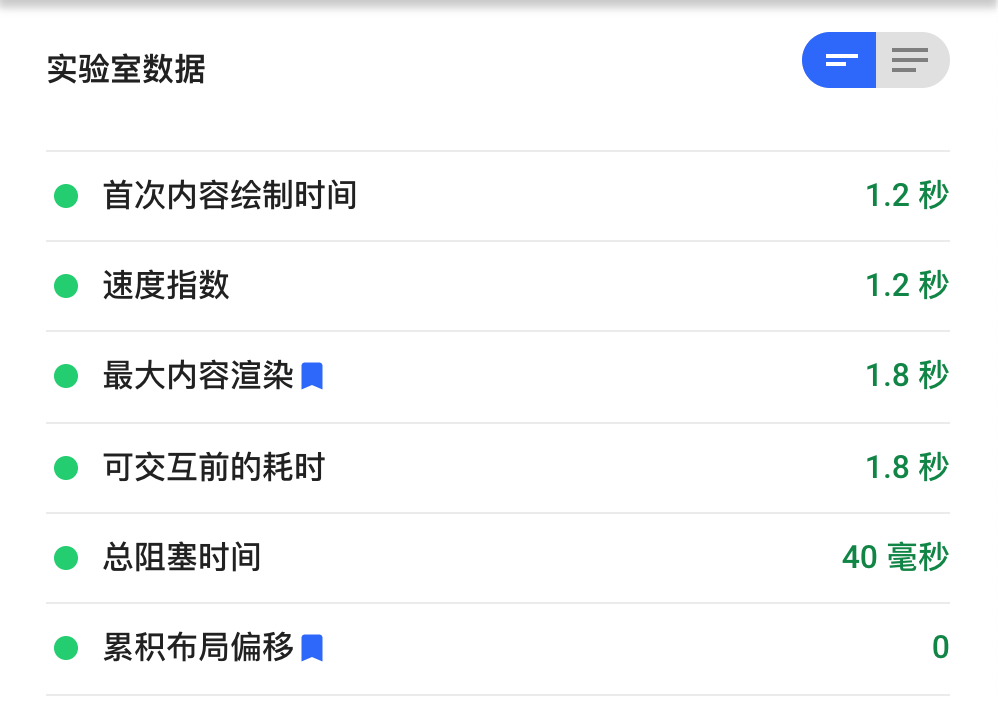 实验室数据
首次内容绘制时间 1.2 秒
速度指数 1.2 秒
最大内容渲染 1.8 秒
可交互前的耗时 1.8 秒
总阻塞时间 40 毫秒
累积布局偏移 0